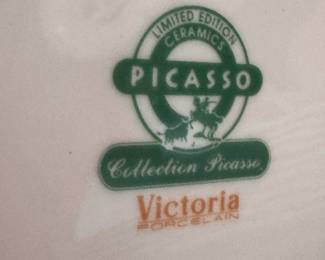 LIMITED EDITION
CERAMICS
PICASSO
Collection Picasso
Victoria
PORCELAIN